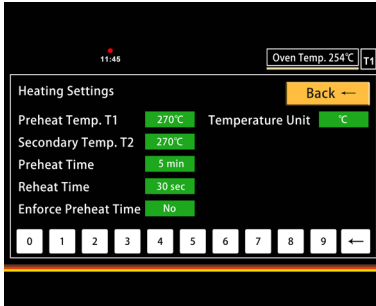 11:45
Oven Temp. 254℃ T1
Heating Settings
Back ←
Preheat Temp. T1 270℃ Temperature Unit ℃
Secondary Temp. T2 270℃
Preheat Time 5 min
Reheat Time 30 sec
Enforce Preheat Time No
0 1 2 3 4 5 6 7 8 9 ←